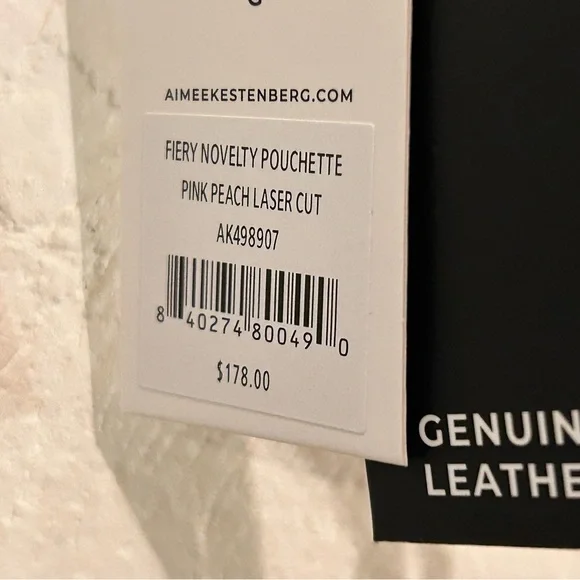 AIMEEKESTENBERG.COM
FIERY NOVELTY POUCHETTE
PINK PEACH LASER CUT
AK498907
8 40274 80049 0
$178.00
GENUIN
LEATHE